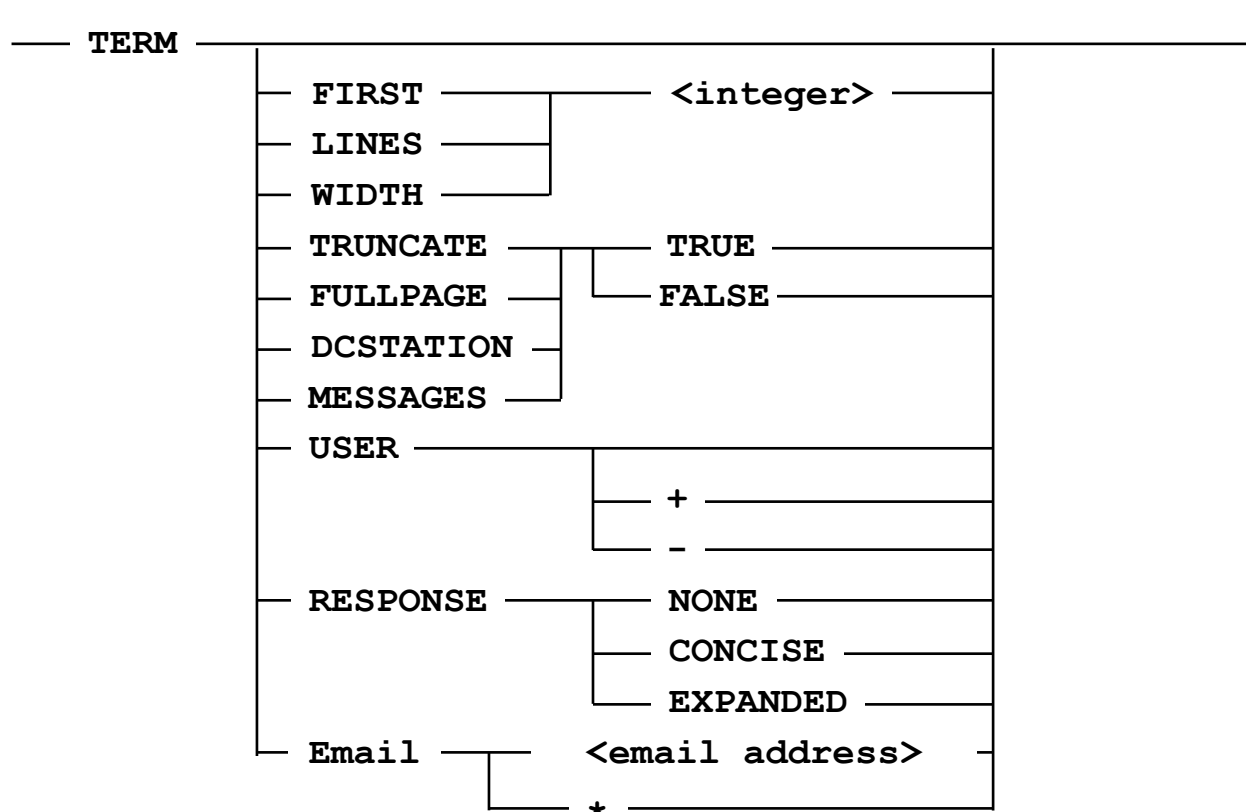 TERM
FIRST <integer>
LINES
WIDTH
TRUNCATE TRUE
FULLPAGE FALSE
DCSTATION
MESSAGES
USER
+
-
RESPONSE NONE
CONCISE
EXPANDED
Email <email address>
*